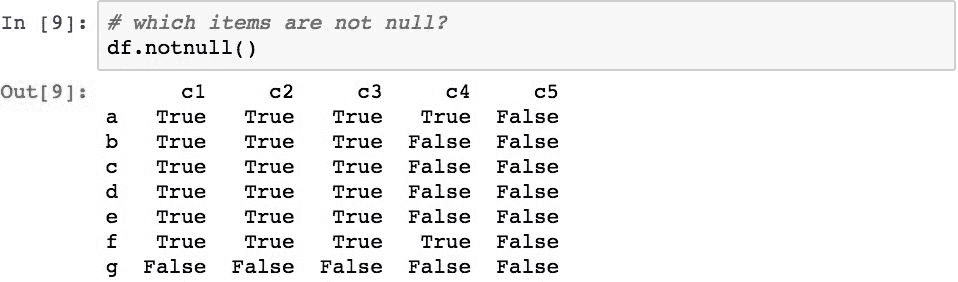 In [9]: # which items are not null?
df.notnull()
Out[9]: c1 c2 c3 c4 c5
a True True True True False
b True True True False False
c True True True False False
d True True True False False
e True True True False False
f True True True True False
g False False False False False